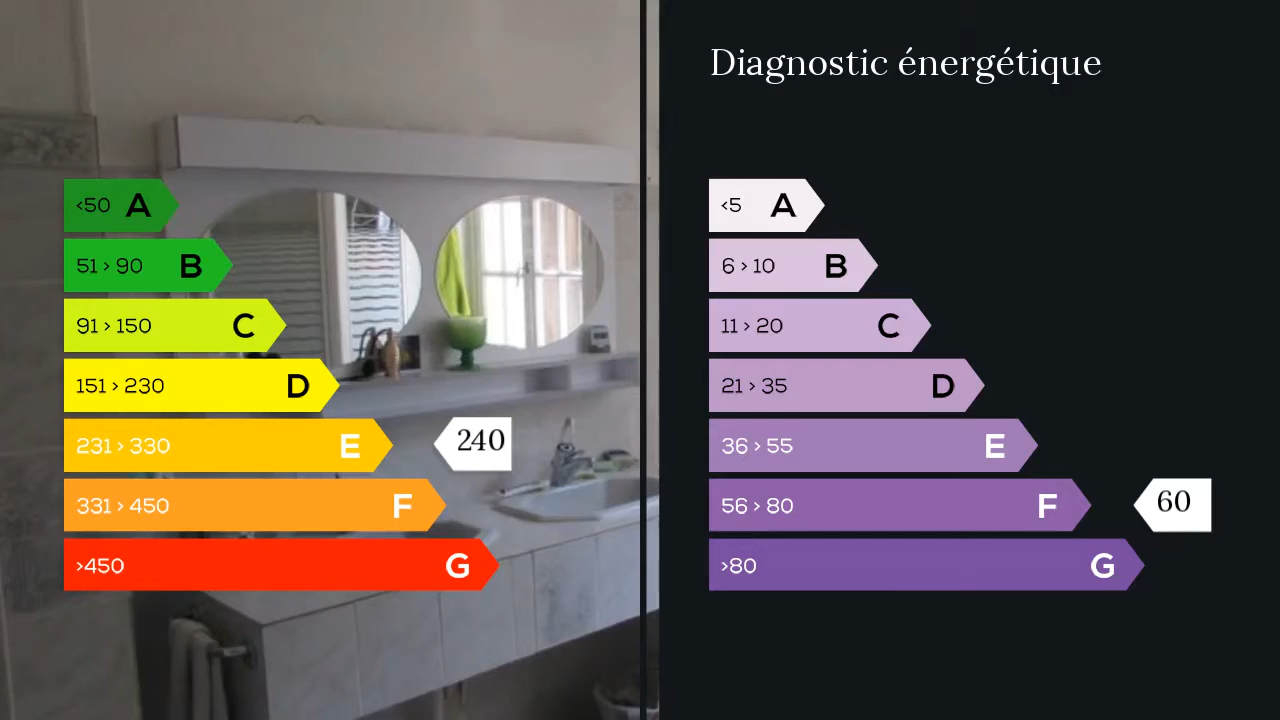 Diagnostic énergétique
<50 A
51 > 90 B
91 > 150 C
151 > 230 D
231 > 330 E
240
331 > 450 F
>450 G
<5 A
6 > 10 B
11 > 20 C
21 > 35 D
36 > 55 E
56 > 80 F
60
>80 G